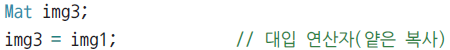 Mat img3;
img3 = img1;    // 대입 연산자(얕은 복사)